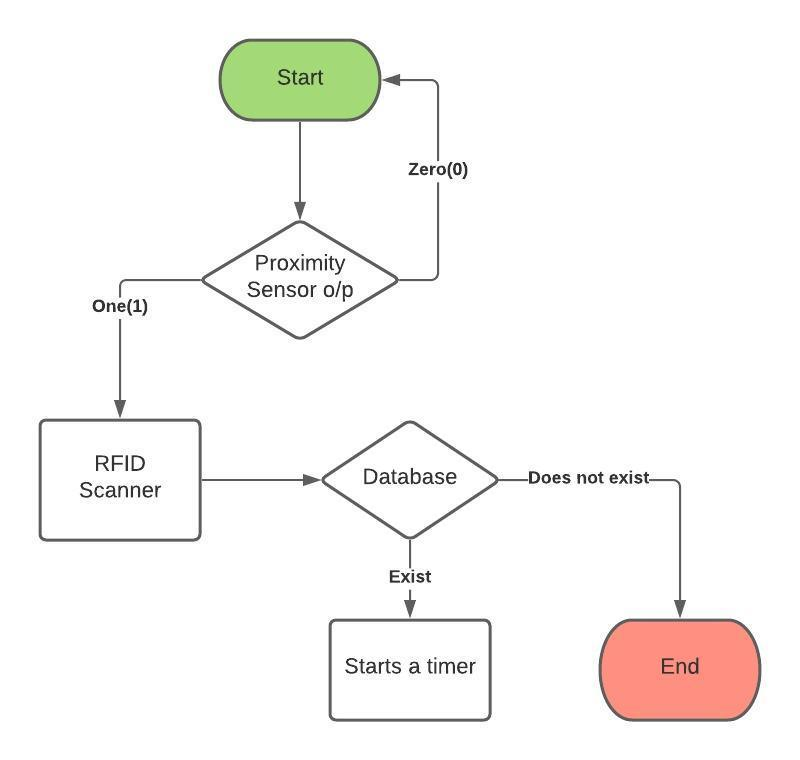 Start
Zero(0)
Proximity
Sensor o/p
One(1)
RFID
Scanner
Database
Does not exist
Exist
Starts a timer
End